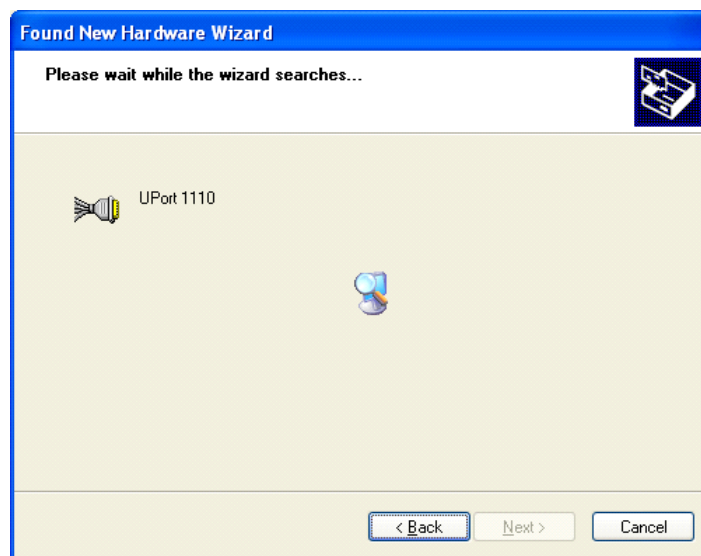 Found New Hardware Wizard
Please wait while the wizard searches...
UPort 1110
< Back
Next >
Cancel